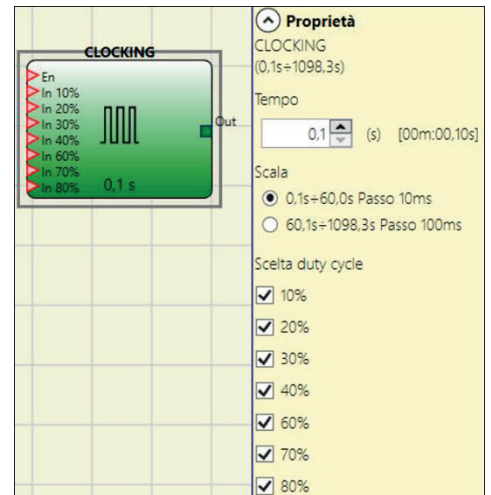 CLOCKING
En
In 10%
In 20%
In 30%
In 40%
In 60%
In 70%
In 80%
0,1 s
Out
Proprietà
CLOCKING
(0,1s÷1098,3s)
Tempo
0,1 (s) [00m:00,10s]
Scala
0,1s÷60,0s Passo 10ms
60,1s÷1098,3s Passo 100ms
Scelta duty cycle
10%
20%
30%
40%
60%
70%
80%